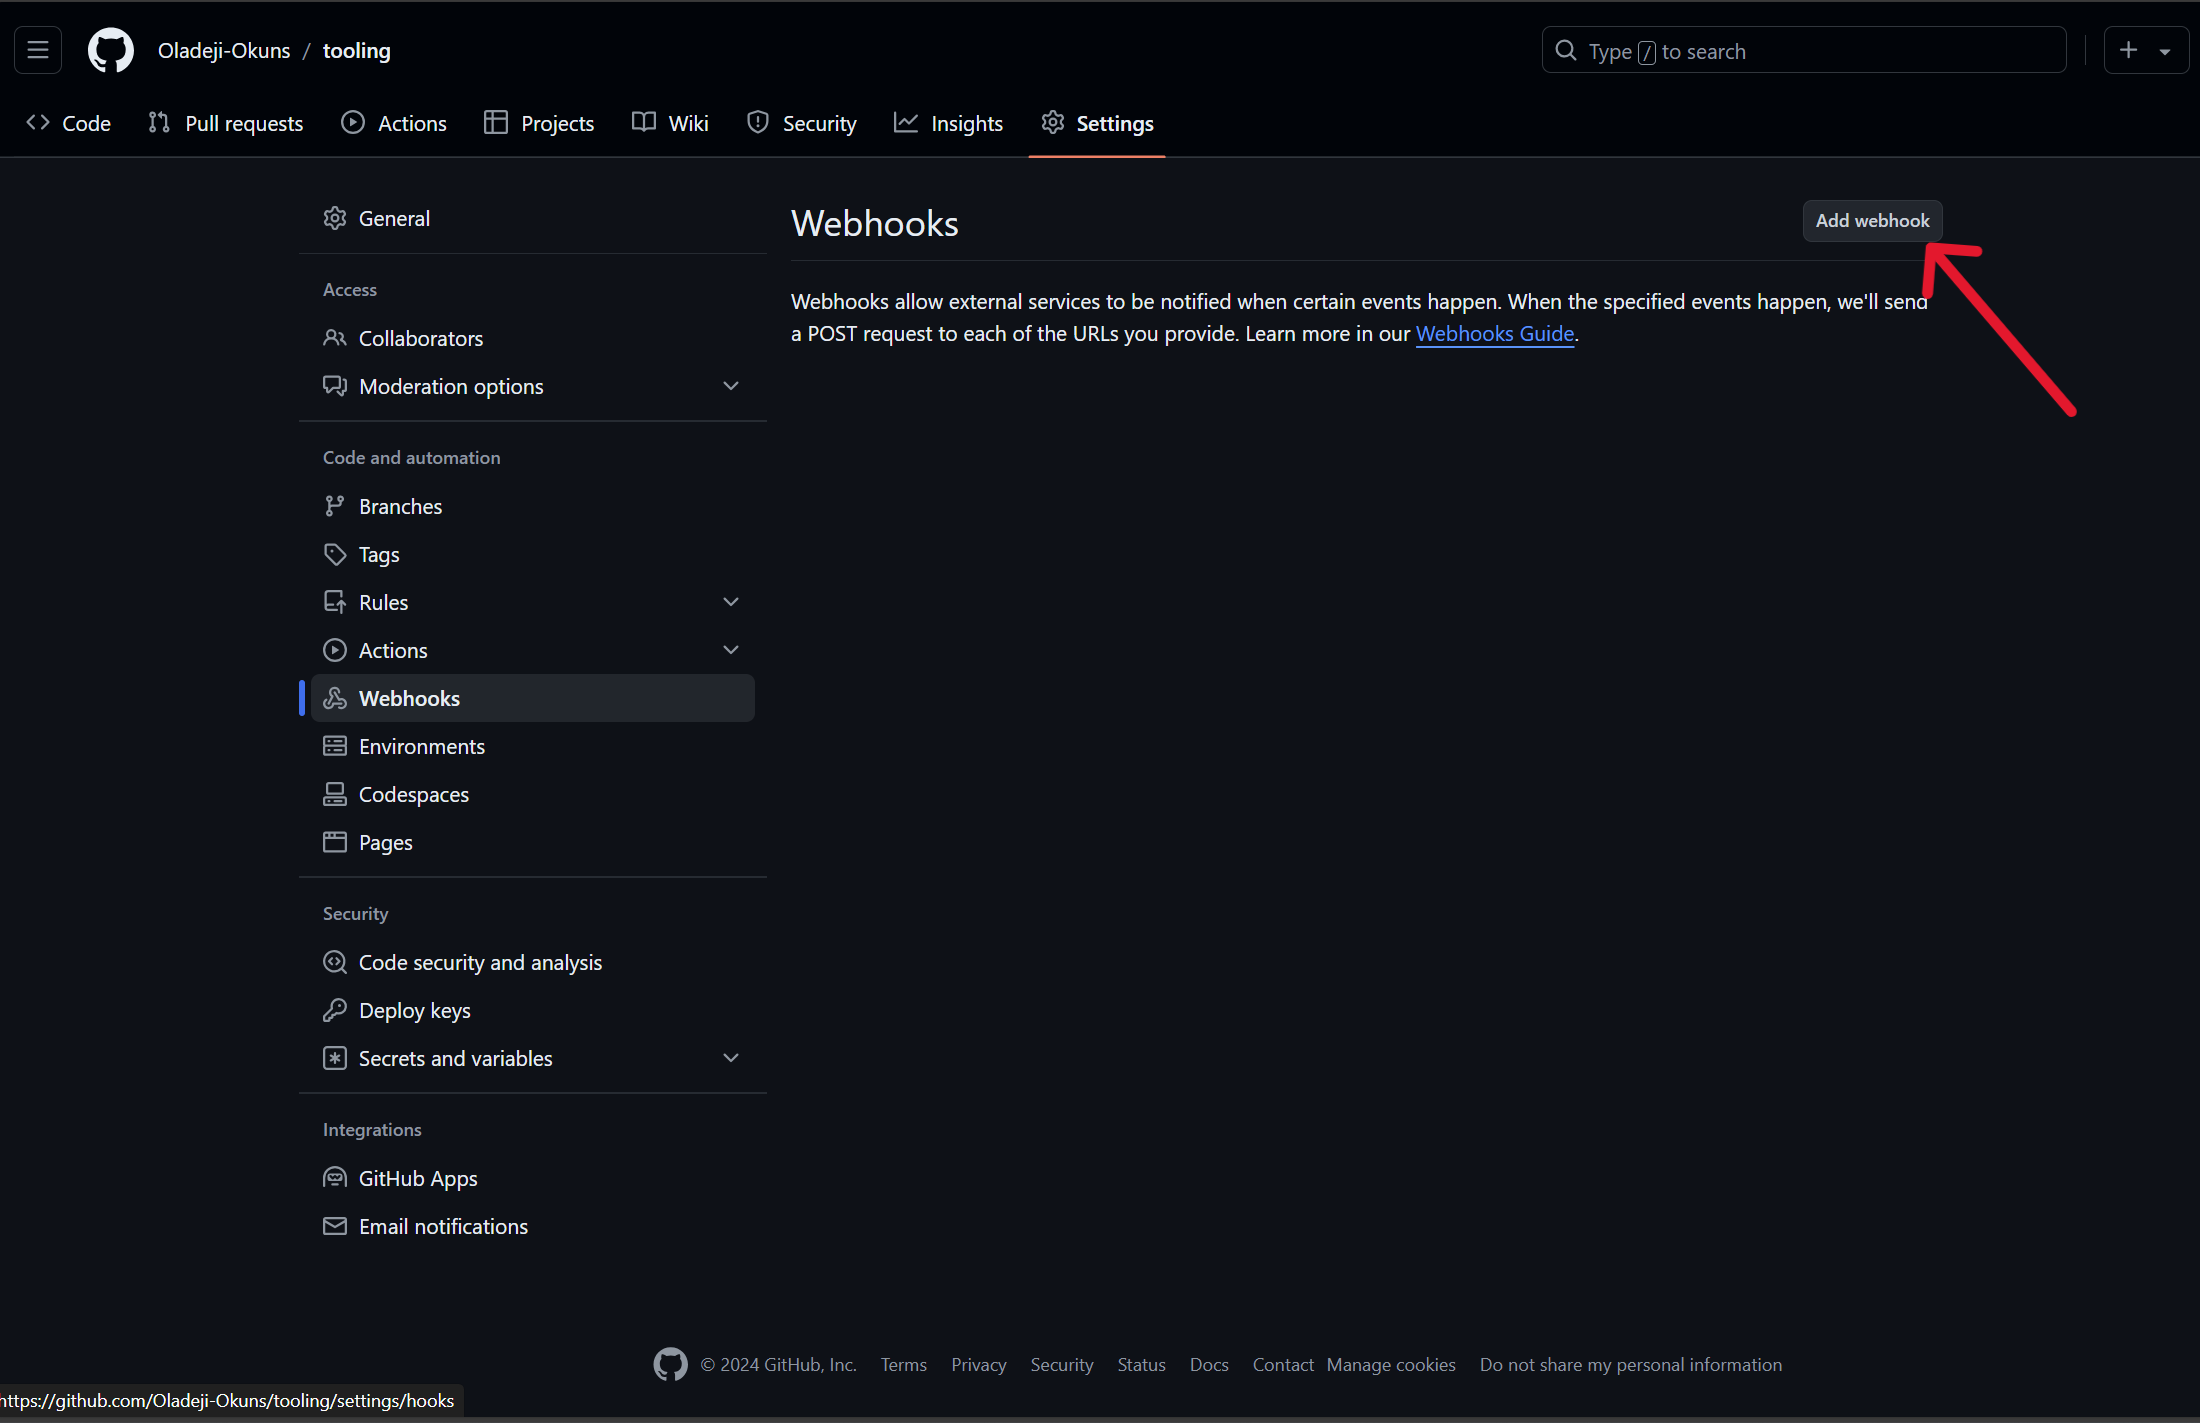 Oladeji-Okuns / tooling
Type / to search
Code Pull requests Actions Projects Wiki Security Insights Settings
General
Access
Collaborators
Moderation options
Code and automation
Branches
Tags
Rules
Actions
Webhooks
Environments
Codespaces
Pages
Security
Code security and analysis
Deploy keys
Secrets and variables
Integrations
GitHub Apps
Email notifications
Webhooks
Add webhook
Webhooks allow external services to be notified when certain events happen. When the specified events happen, we'll send
a POST request to each of the URLs you provide. Learn more in our Webhooks Guide.
© 2024 GitHub, Inc. Terms Privacy Security Status Docs Contact Manage cookies Do not share my personal information
https://github.com/Oladeji-Okuns/tooling/settings/hooks